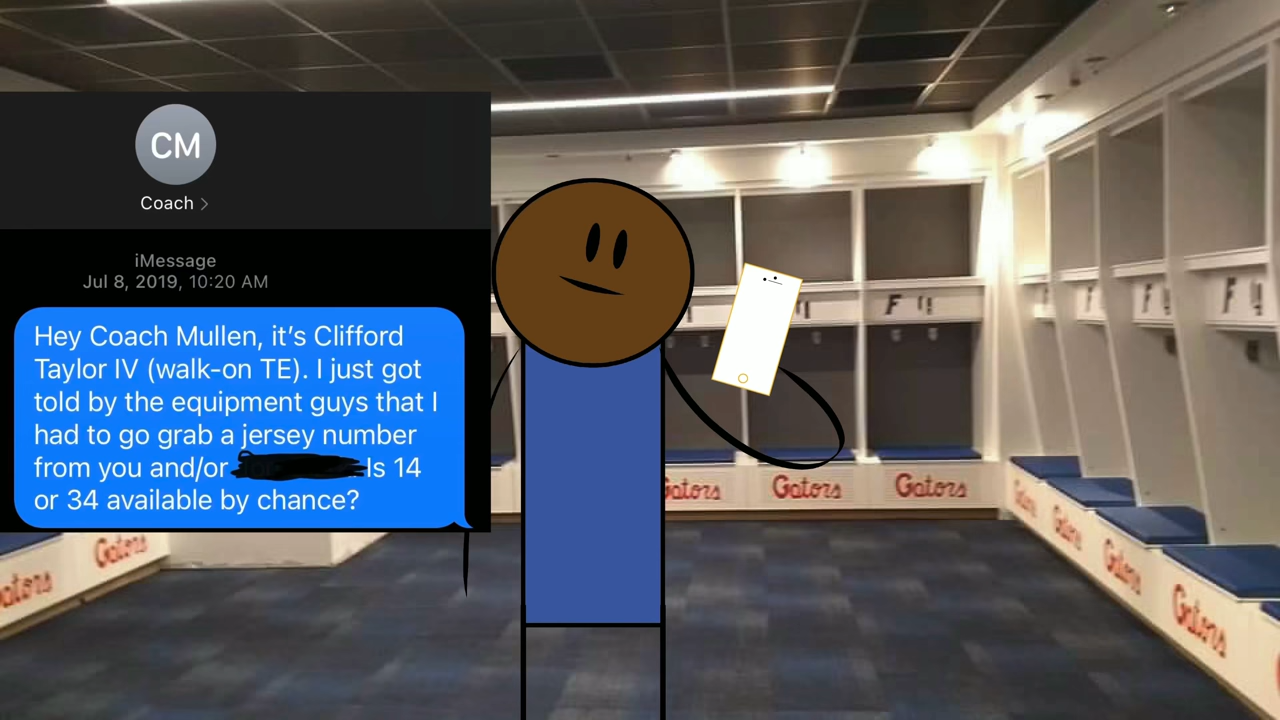 CM
Coach
iMessage
Jul 8, 2019, 10:20 AM
Hey Coach Mullen, it’s Clifford
Taylor IV (walk-on TE). I just got
told by the equipment guys that I
had to go grab a jersey number
from you and/or
Is 14
or 34 available by chance?
F
F
F
Gators
Gators
Gators
Gators
Gators
Gators
Gators
Gators